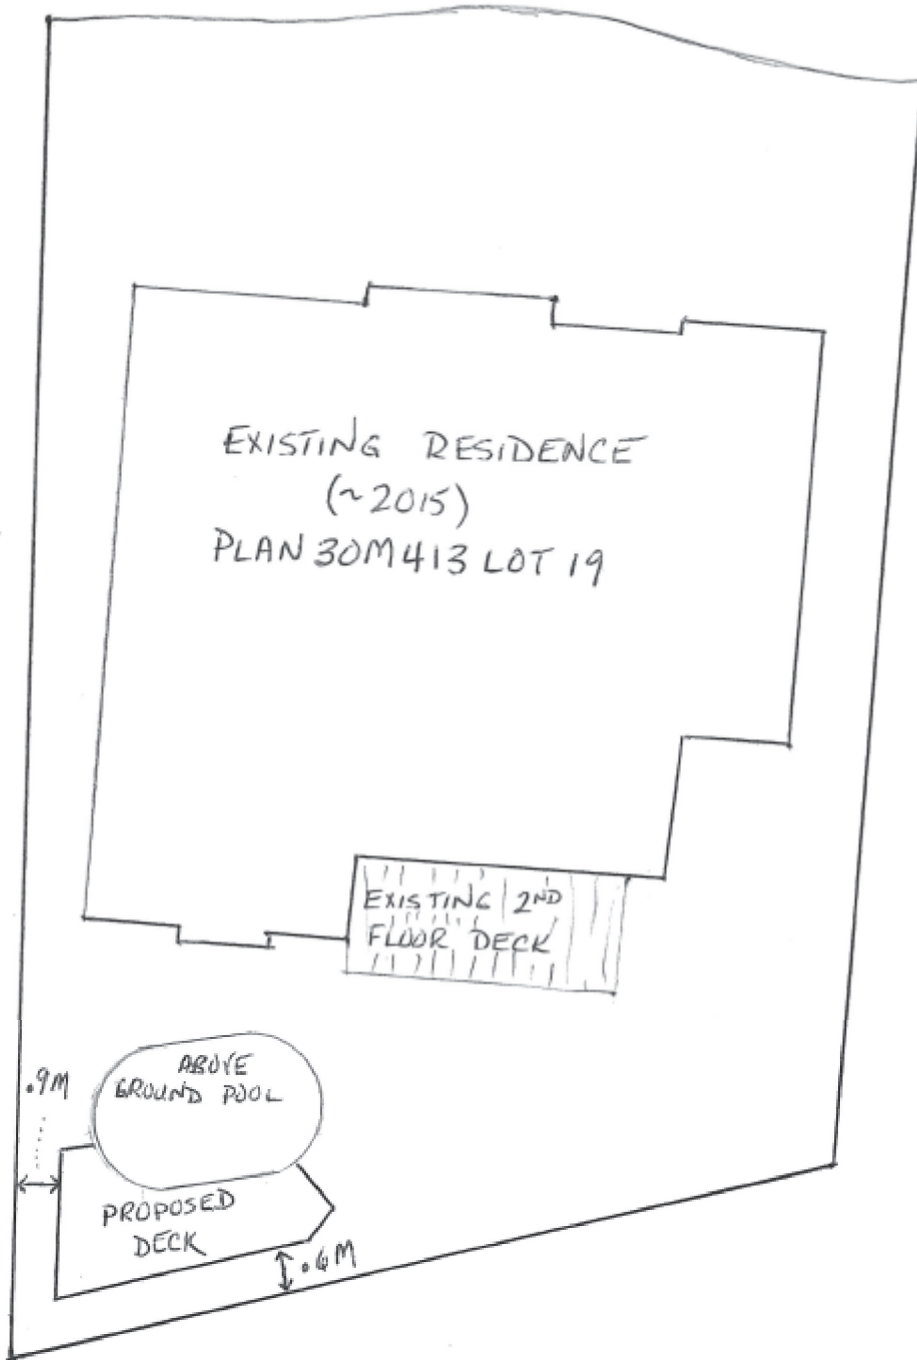 EXISTING RESIDENCE
(~2015)
PLAN 30M413 LOT 19
EXISTING 2ND
FLOOR DECK
ABOVE
GROUND POOL
.9M
PROPOSED
DECK
.6M